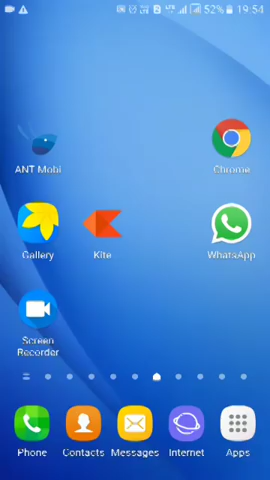 52% 19:54
ANT Mobi
Chrome
Gallery
Kite
WhatsApp
Screen
Recorder
Phone
Contacts
Messages
Internet
Apps